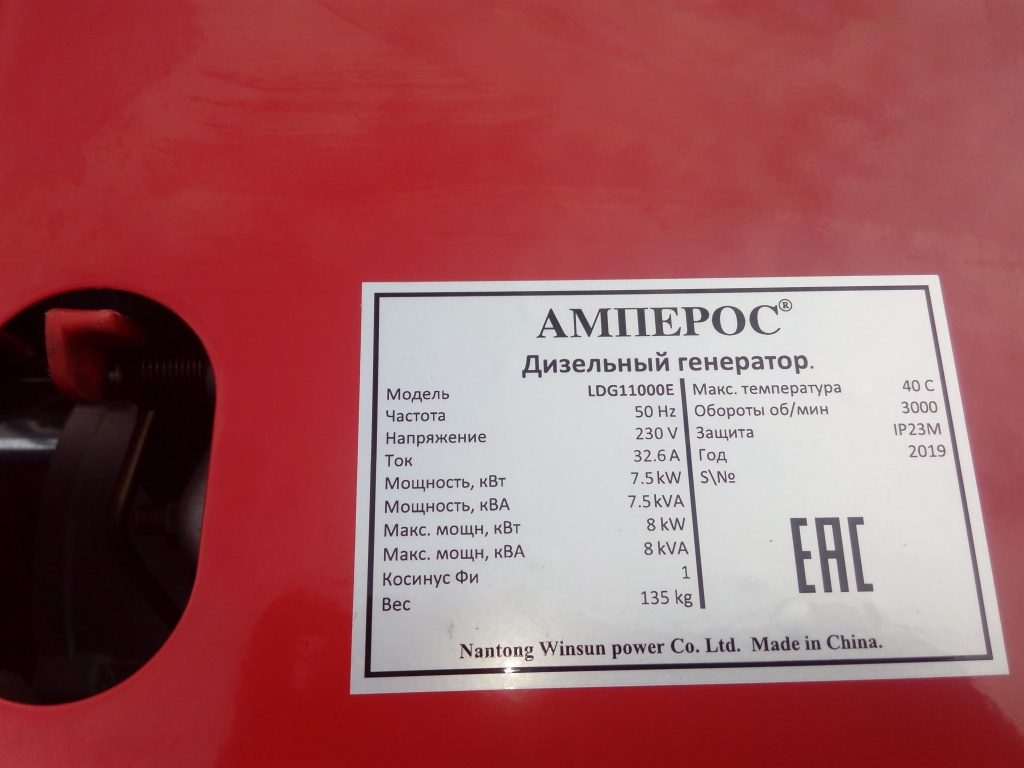 АМПЕРОС®
Дизельный генератор.
Модель LDG11000E
Частота 50 Hz
Напряжение 230 V
Ток 32.6 A
Мощность, кВт 7.5 kW
Мощность, кВА 7.5 kVA
Макс. мощн, кВт 8 kW
Макс. мощн, кВА 8 kVA
Косинус Фи 1
Вес 135 kg
Макс. температура 40 C
Обороты об/мин 3000
Защита IP23M
Год 2019
S\№
EAC
Nantong Winsun power Co. Ltd. Made in China.